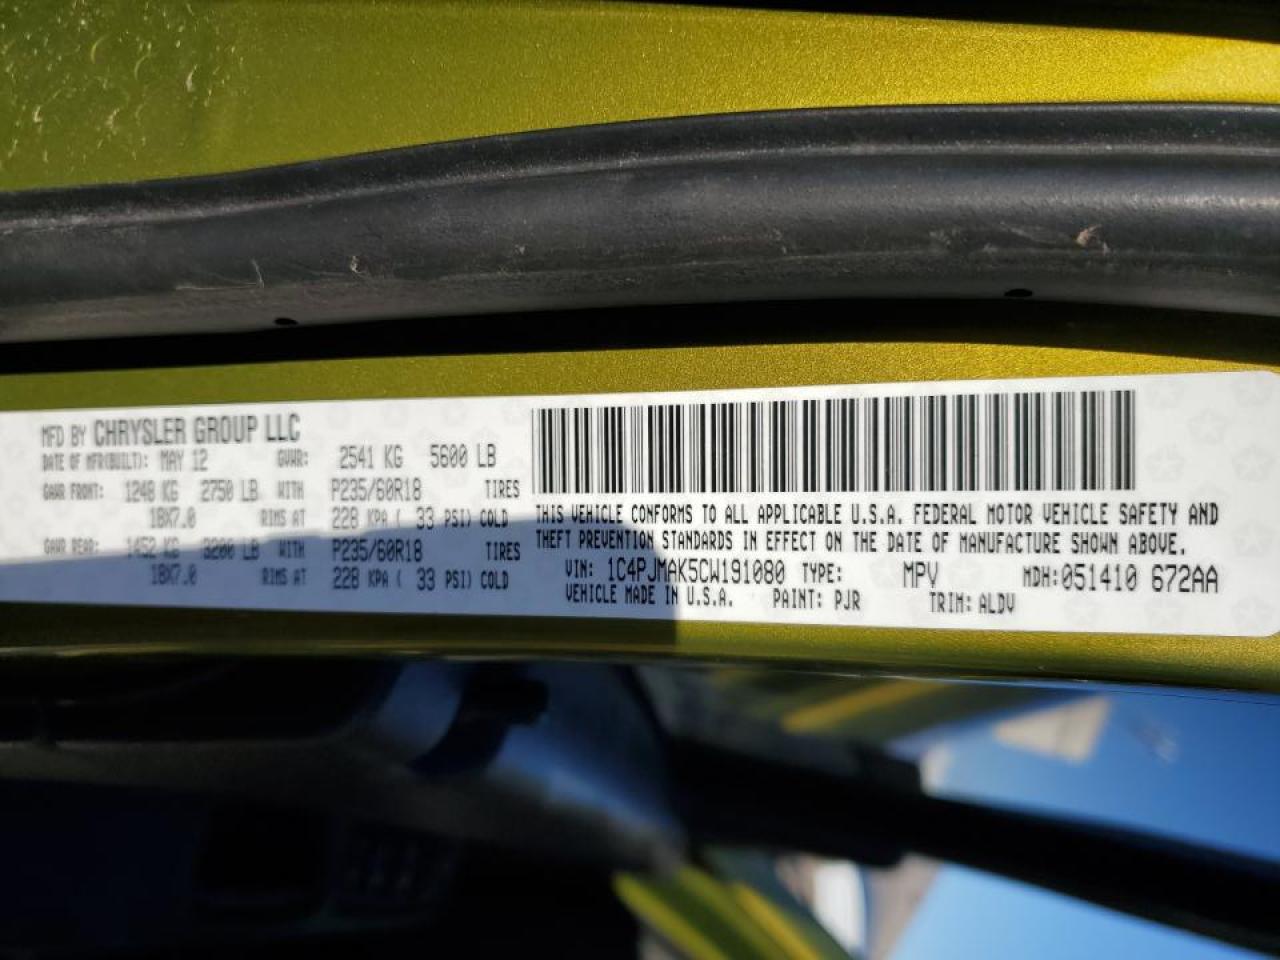 MFD BY CHRYSLER GROUP LLC
DATE OF MFR(BUILT): MAY 12 GVWR: 2541 KG 5600 LB
GAWR FRONT: 1248 KG 2750 LB WITH P235/60R18 TIRES
18X7.0 RIMS AT 228 KPA ( 33 PSI) COLD
GAWR REAR: 1452 KG 3200 LB WITH P235/60R18 TIRES
18X7.0 RIMS AT 228 KPA ( 33 PSI) COLD
THIS VEHICLE CONFORMS TO ALL APPLICABLE U.S.A. FEDERAL MOTOR VEHICLE SAFETY AND
THEFT PREVENTION STANDARDS IN EFFECT ON THE DATE OF MANUFACTURE SHOWN ABOVE.
VIN: 1C4PJMAK5CW191080 TYPE: MPV MDH:051410 672AA
VEHICLE MADE IN U.S.A. PAINT: PJR TRIM: ALDV